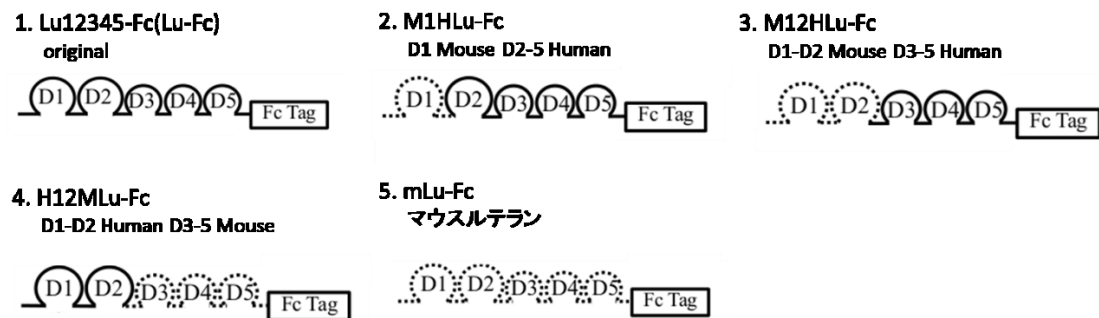 1. Lu12345-Fc(Lu-Fc)
original
D1 D2 D3 D4 D5 Fc Tag
2. M1HLu-Fc
D1 Mouse D2-5 Human
D1 D2 D3 D4 D5 Fc Tag
3. M12HLu-Fc
D1-D2 Mouse D3-5 Human
D1 D2 D3 D4 D5 Fc Tag
4. H12MLu-Fc
D1-D2 Human D3-5 Mouse
D1 D2 D3 D4 D5 Fc Tag
5. mLu-Fc
マウスルテラン
D1 D2 D3 D4 D5 Fc Tag